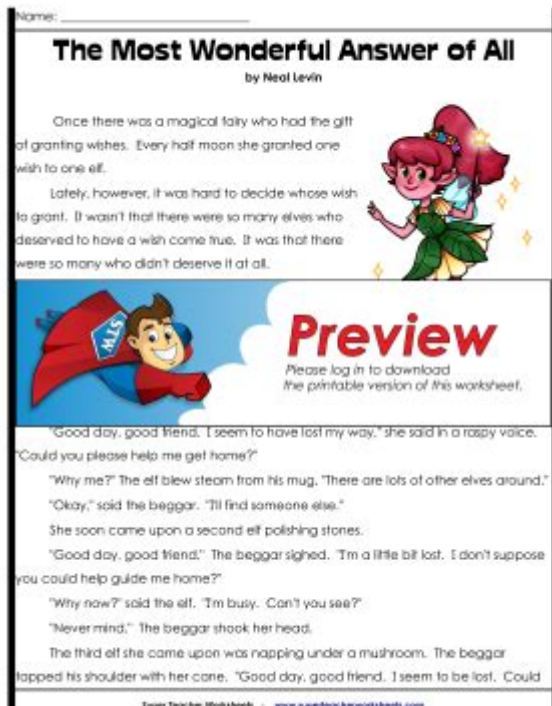 Name:
The Most Wonderful Answer of All
by Neal Levin
Once there was a magical fairy who had the gift
of granting wishes. Every half moon she granted one
wish to one elf.
Lately, however, it was hard to decide whose wish
to grant. It wasn't that there were so many elves who
deserved to have a wish come true. It was that there
were so many who didn't deserve it at all.
STW
Preview
Please log in to download
the printable version of this worksheet.
"Good day, good friend. I seem to have lost my way," she said in a raspy voice.
"Could you please help me get home?"
"Why me?" The elf blew steam from his mug. "There are lots of other elves around."
"Okay," said the beggar. "I'll find someone else."
She soon came upon a second elf polishing stones.
"Good day, good friend." The beggar sighed. "I'm a little bit lost. I don't suppose
you could help guide me home?"
"Why now?" said the elf. "I'm busy. Can't you see?"
"Never mind." The beggar shook her head.
The third elf she came upon was napping under a mushroom. The beggar
tapped his shoulder with her cane. "Good day, good friend. I seem to be lost. Could
Super Teacher Worksheets - www.superteacherworksheets.com